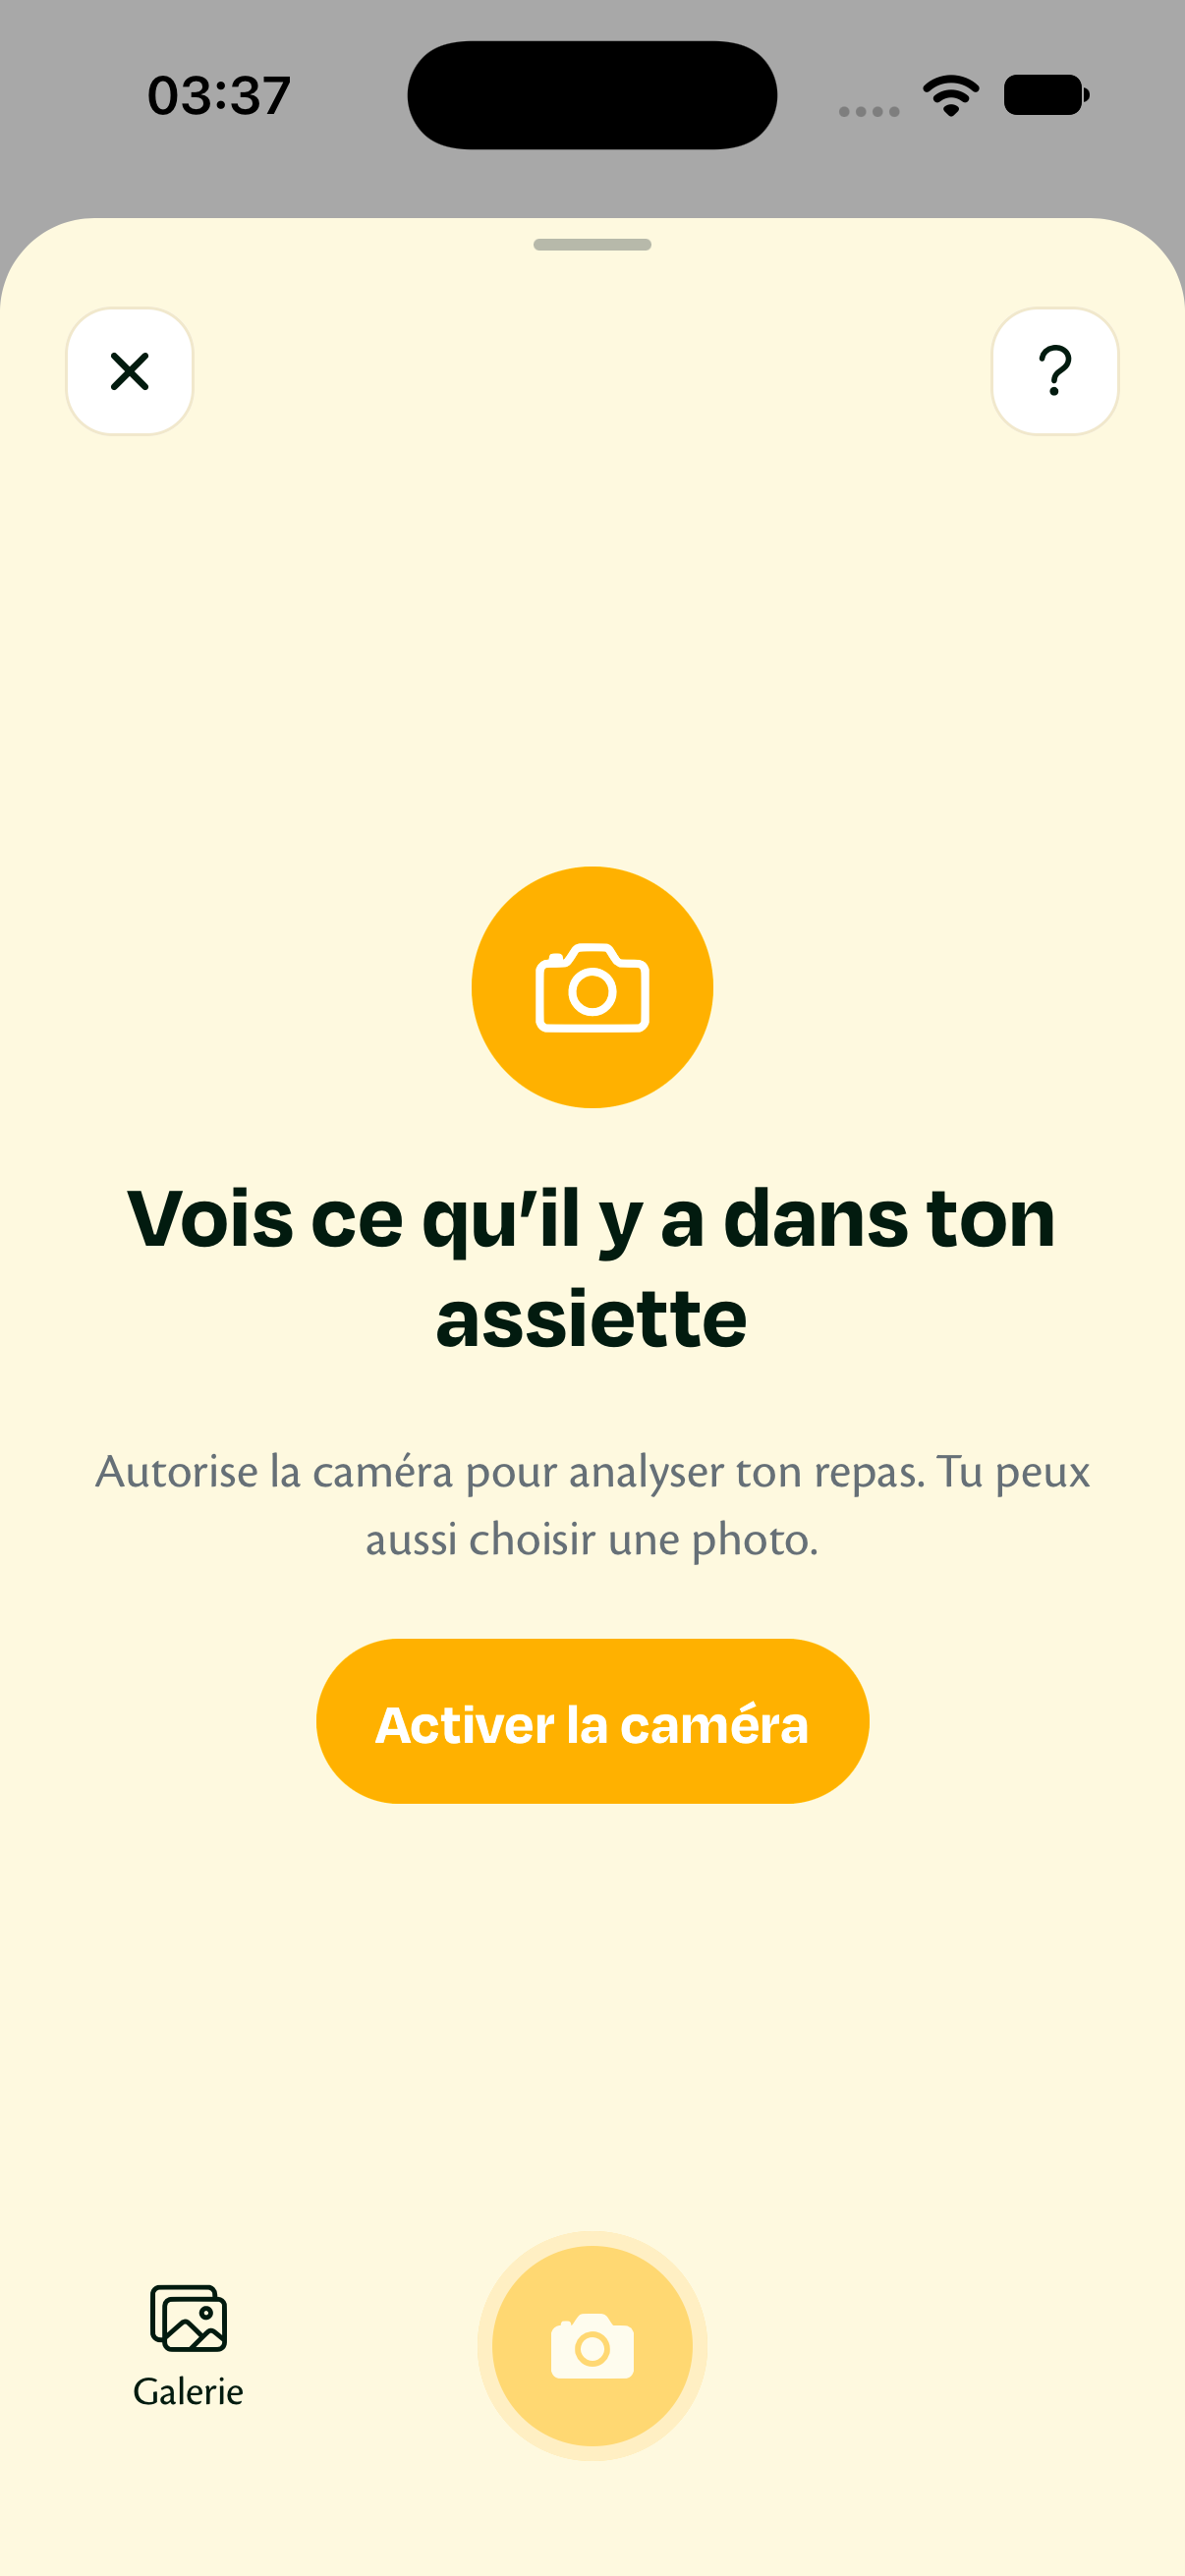 03:37
?
Vois ce qu’il y a dans ton
assiette
Autorise la caméra pour analyser ton repas. Tu peux
aussi choisir une photo.
Activer la caméra
Galerie